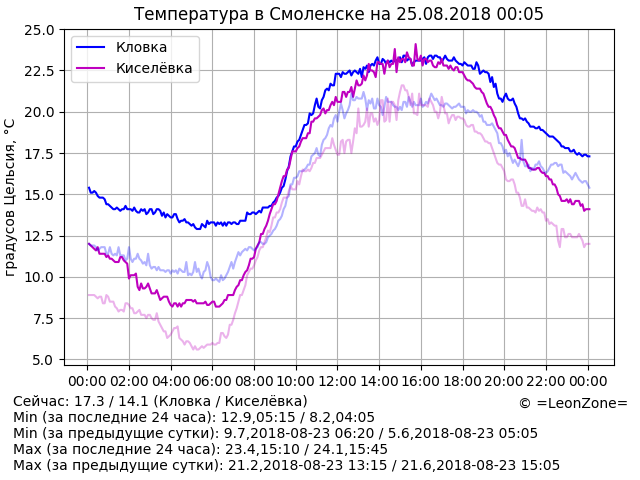 Температура в Смоленске на 25.08.2018 00:05
25.0
22.5
20.0
17.5
15.0
12.5
10.0
7.5
5.0
градусов Цельсия, °C
Кловка
Киселёвка
00:00 02:00 04:00 06:00 08:00 10:00 12:00 14:00 16:00 18:00 20:00 22:00 00:00
Сейчас: 17.3 / 14.1 (Кловка / Киселёвка)
© =LeonZone=
Min (за последние 24 часа): 12.9,05:15 / 8.2,04:05
Min (за предыдущие сутки): 9.7,2018-08-23 06:20 / 5.6,2018-08-23 05:05
Max (за последние 24 часа): 23.4,15:10 / 24.1,15:45
Max (за предыдущие сутки): 21.2,2018-08-23 13:15 / 21.6,2018-08-23 15:05